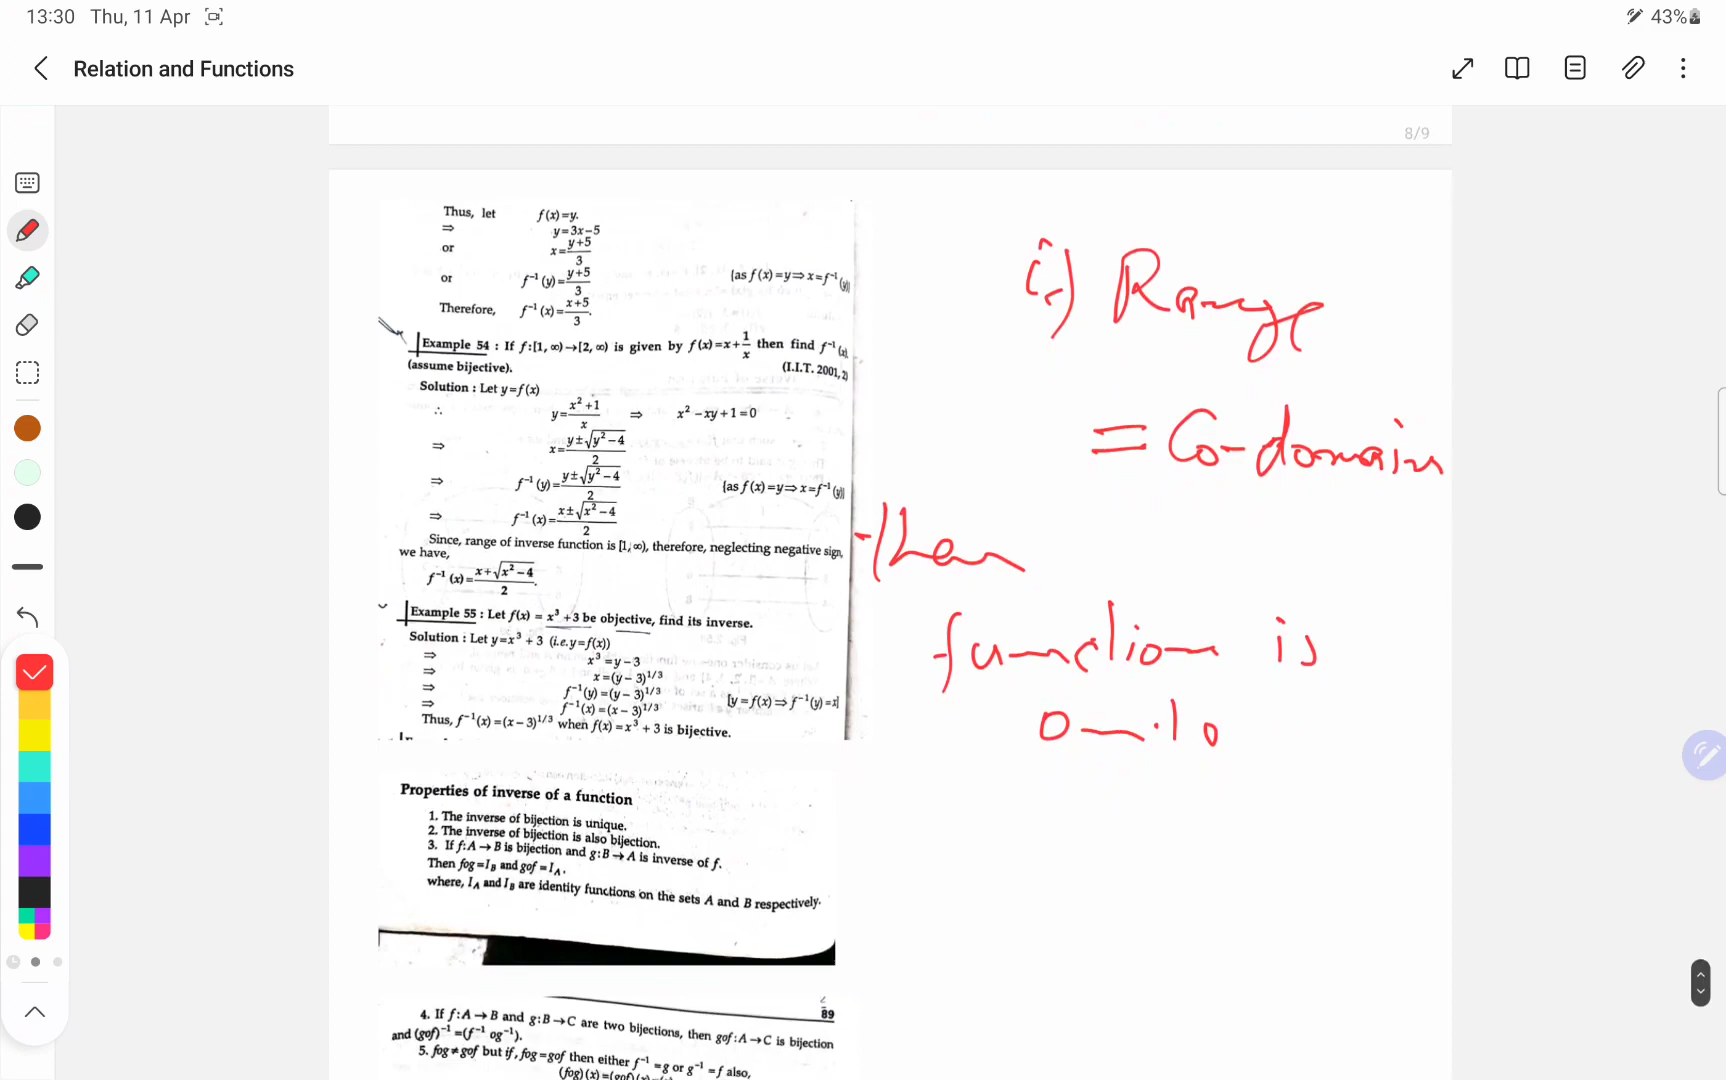 13:30 Thu, 11 Apr
43%
Relation and Functions
8/9
Thus, let f(x)=y.
⇒ y=3x−5
or x=y+5/3
or f⁻¹(y)=y+5/3 {as f(x)=y⇒x=f⁻¹(y)}
Therefore, f⁻¹(x)=x+5/3.
Example 54 : If f:[1, ∞)→[2, ∞) is given by f(x)=x+1/x then find f⁻¹(x).
(assume bijective). (I.I.T. 2001, 2)
Solution : Let y=f(x)
∴ y=x²+1/x ⇒ x²−xy+1=0
⇒ x=y±√y²−4/2
⇒ f⁻¹(y)=y±√y²−4/2 {as f(x)=y⇒x=f⁻¹(y)}
⇒ f⁻¹(x)=x±√x²−4/2
Since, range of inverse function is [1, ∞), therefore, neglecting negative sign,
we have,
f⁻¹(x)=x+√x²−4/2.
Example 55 : Let f(x) = x³+3 be objective, find its inverse.
Solution : Let y=x³+3 (i.e. y=f(x))
⇒ x³=y−3
⇒ x=(y−3)^1/3
⇒ f⁻¹(y)=(y−3)^1/3 [y=f(x)⇒f⁻¹(y)=x]
⇒ f⁻¹(x)=(x−3)^1/3
Thus, f⁻¹(x)=(x−3)^1/3 when f(x)=x³+3 is bijective.
i) Range
= Co-domain
then
function is
onto
Properties of inverse of a function
1. The inverse of bijection is unique.
2. The inverse of bijection is also bijection.
3. If f:A→B is bijection and g:B→A is inverse of f.
Then fog=I_B and gof=I_A.
where, I_A and I_B are identity functions on the sets A and B respectively.
89
4. If f:A→B and g:B→C are two bijections, then gof:A→C is bijection
and (gof)⁻¹=(f⁻¹og⁻¹).
5. fog≠gof but if, fog=gof then either f⁻¹=g or g⁻¹=f also,